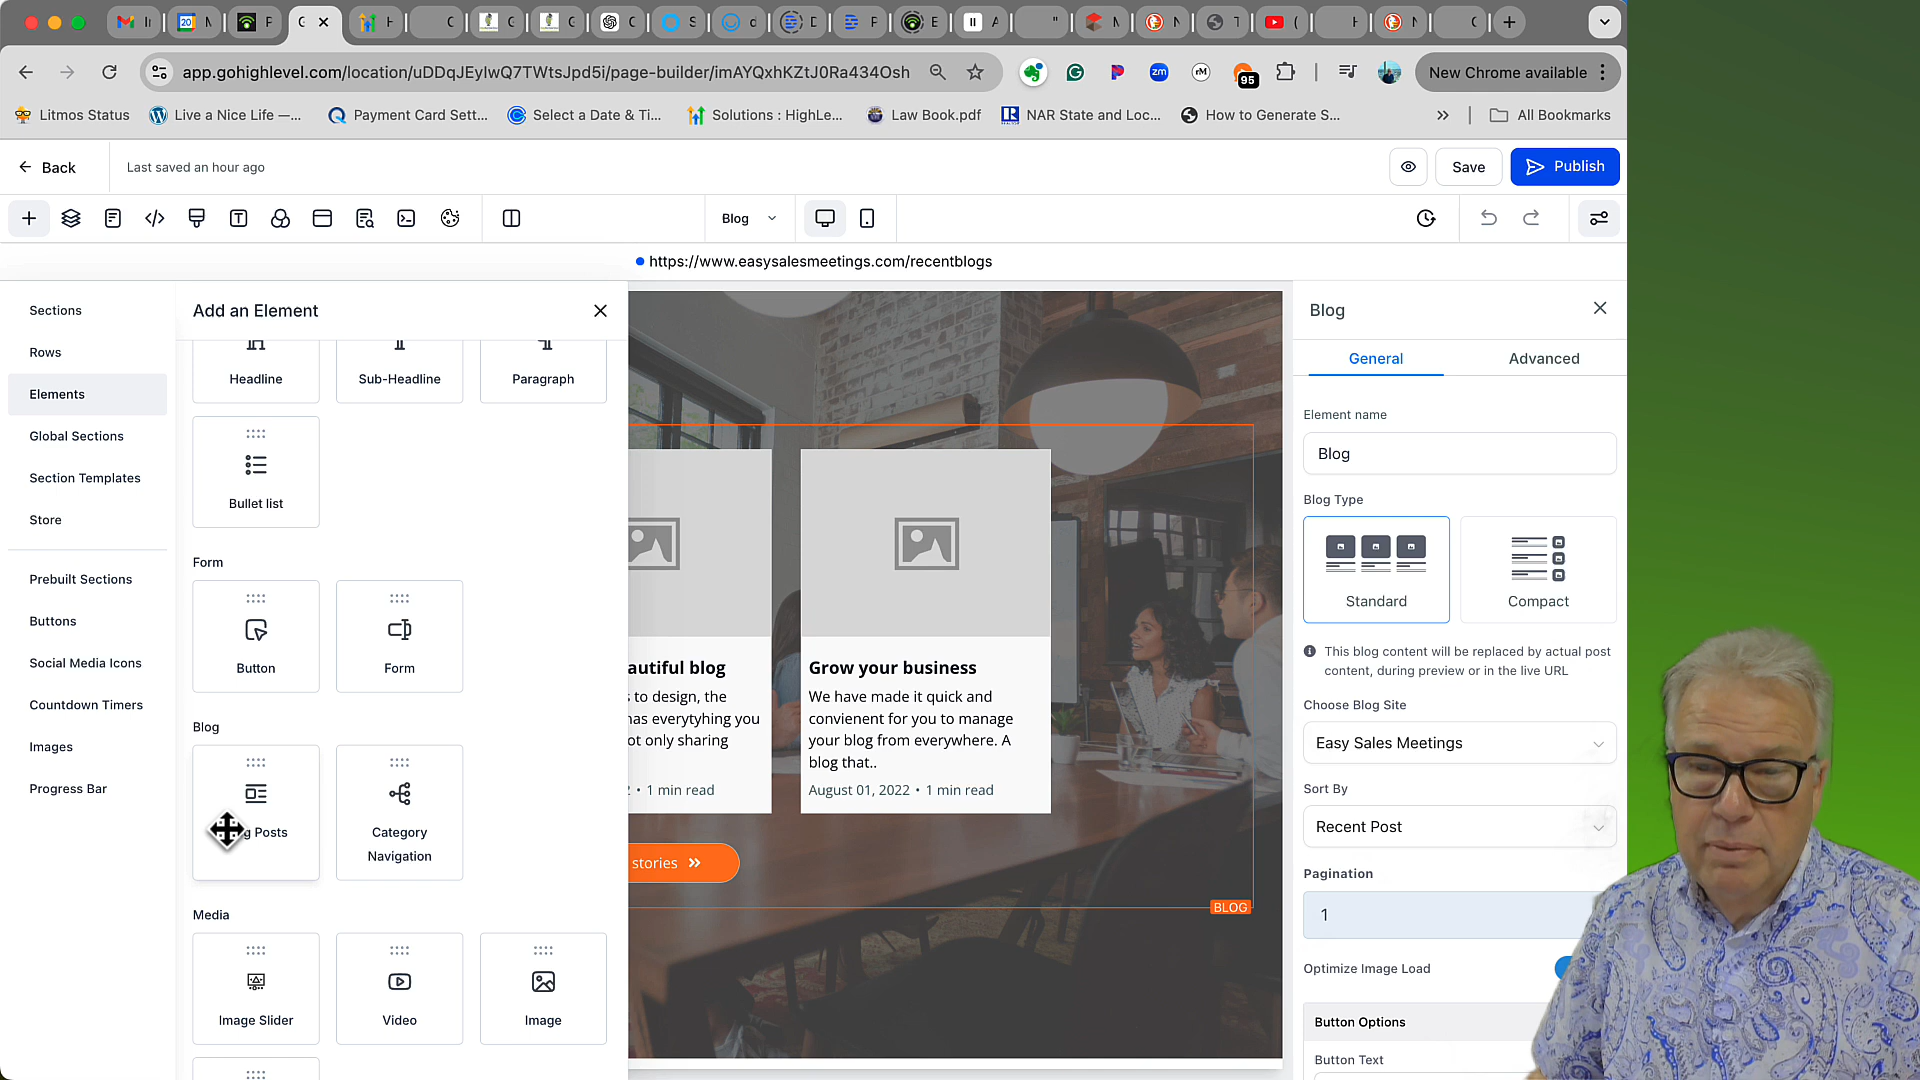 app.gohighlevel.com/location/uDDqJEyIwQ7TWtsJpd5i/page-builder/imAYQxhKZtJ0Ra434Osh
95
New Chrome available
Litmos Status
Live a Nice Life —...
Payment Card Sett...
Select a Date & Ti...
Solutions : HighLe...
Law Book.pdf
NAR State and Loc...
How to Generate S...
All Bookmarks
Back
Last saved an hour ago
Save
Publish
Blog
https://www.easysalesmeetings.com/recentblogs
Sections
Rows
Elements
Global Sections
Section Templates
Store
Prebuilt Sections
Buttons
Social Media Icons
Countdown Timers
Images
Progress Bar
Add an Element
Headline
Sub-Headline
Paragraph
Bullet list
Form
Button
Form
Blog
g Posts
Category
Navigation
Media
Image Slider
Video
Image
autiful blog
s to design, the
has everytyhing you
ot only sharing
2 • 1 min read
Grow your business
We have made it quick and
convienent for you to manage
your blog from everywhere. A
blog that..
August 01, 2022 • 1 min read
stories
BLOG
Blog
General
Advanced
Element name
Blog
Blog Type
Standard
Compact
This blog content will be replaced by actual post
content, during preview or in the live URL
Choose Blog Site
Easy Sales Meetings
Sort By
Recent Post
Pagination
1
Optimize Image Load
Button Options
Button Text